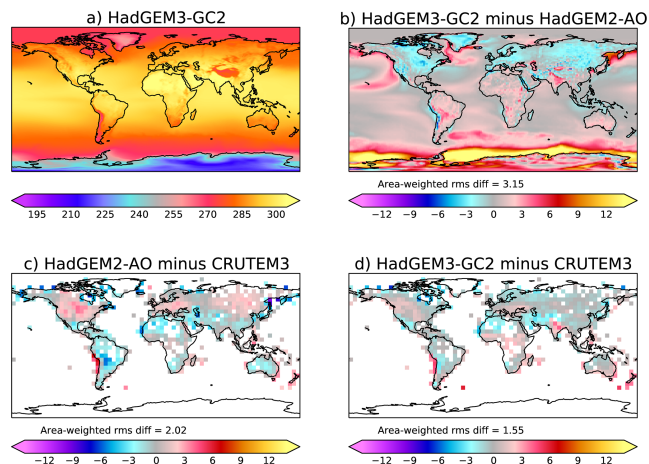 a) HadGEM3-GC2
b) HadGEM3-GC2 minus HadGEM2-AO
Area-weighted rms diff = 3.15
195 210 225 240 255 270 285 300
−12 −9 −6 −3 0 3 6 9 12
c) HadGEM2-AO minus CRUTEM3
d) HadGEM3-GC2 minus CRUTEM3
Area-weighted rms diff = 2.02
Area-weighted rms diff = 1.55
−12 −9 −6 −3 0 3 6 9 12
−12 −9 −6 −3 0 3 6 9 12